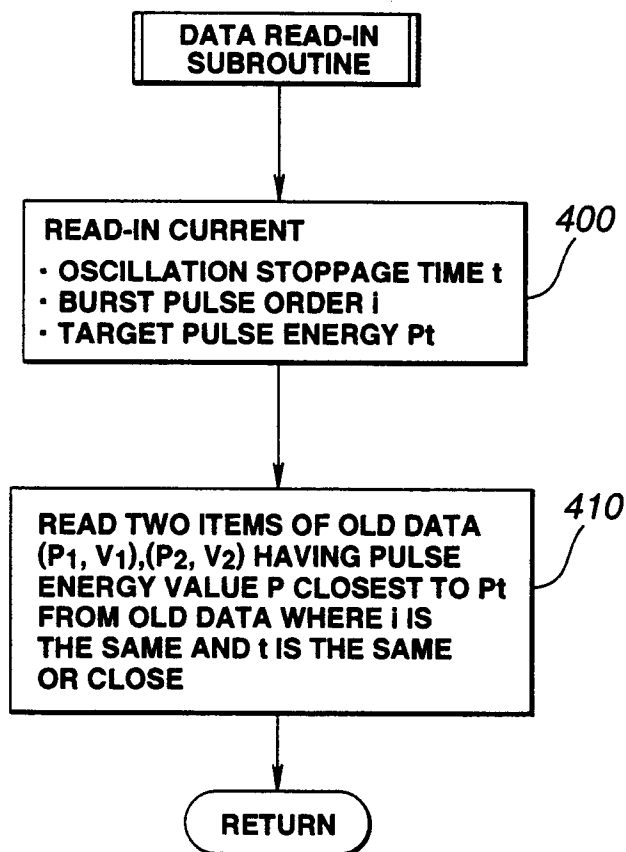 DATA READ-IN
SUBROUTINE
READ-IN CURRENT
· OSCILLATION STOPPAGE TIME t
· BURST PULSE ORDER i
· TARGET PULSE ENERGY Pt
400
READ TWO ITEMS OF OLD DATA
(P1, V1),(P2, V2) HAVING PULSE
ENERGY VALUE P CLOSEST TO Pt
FROM OLD DATA WHERE i IS
THE SAME AND t IS THE SAME
OR CLOSE
410
RETURN